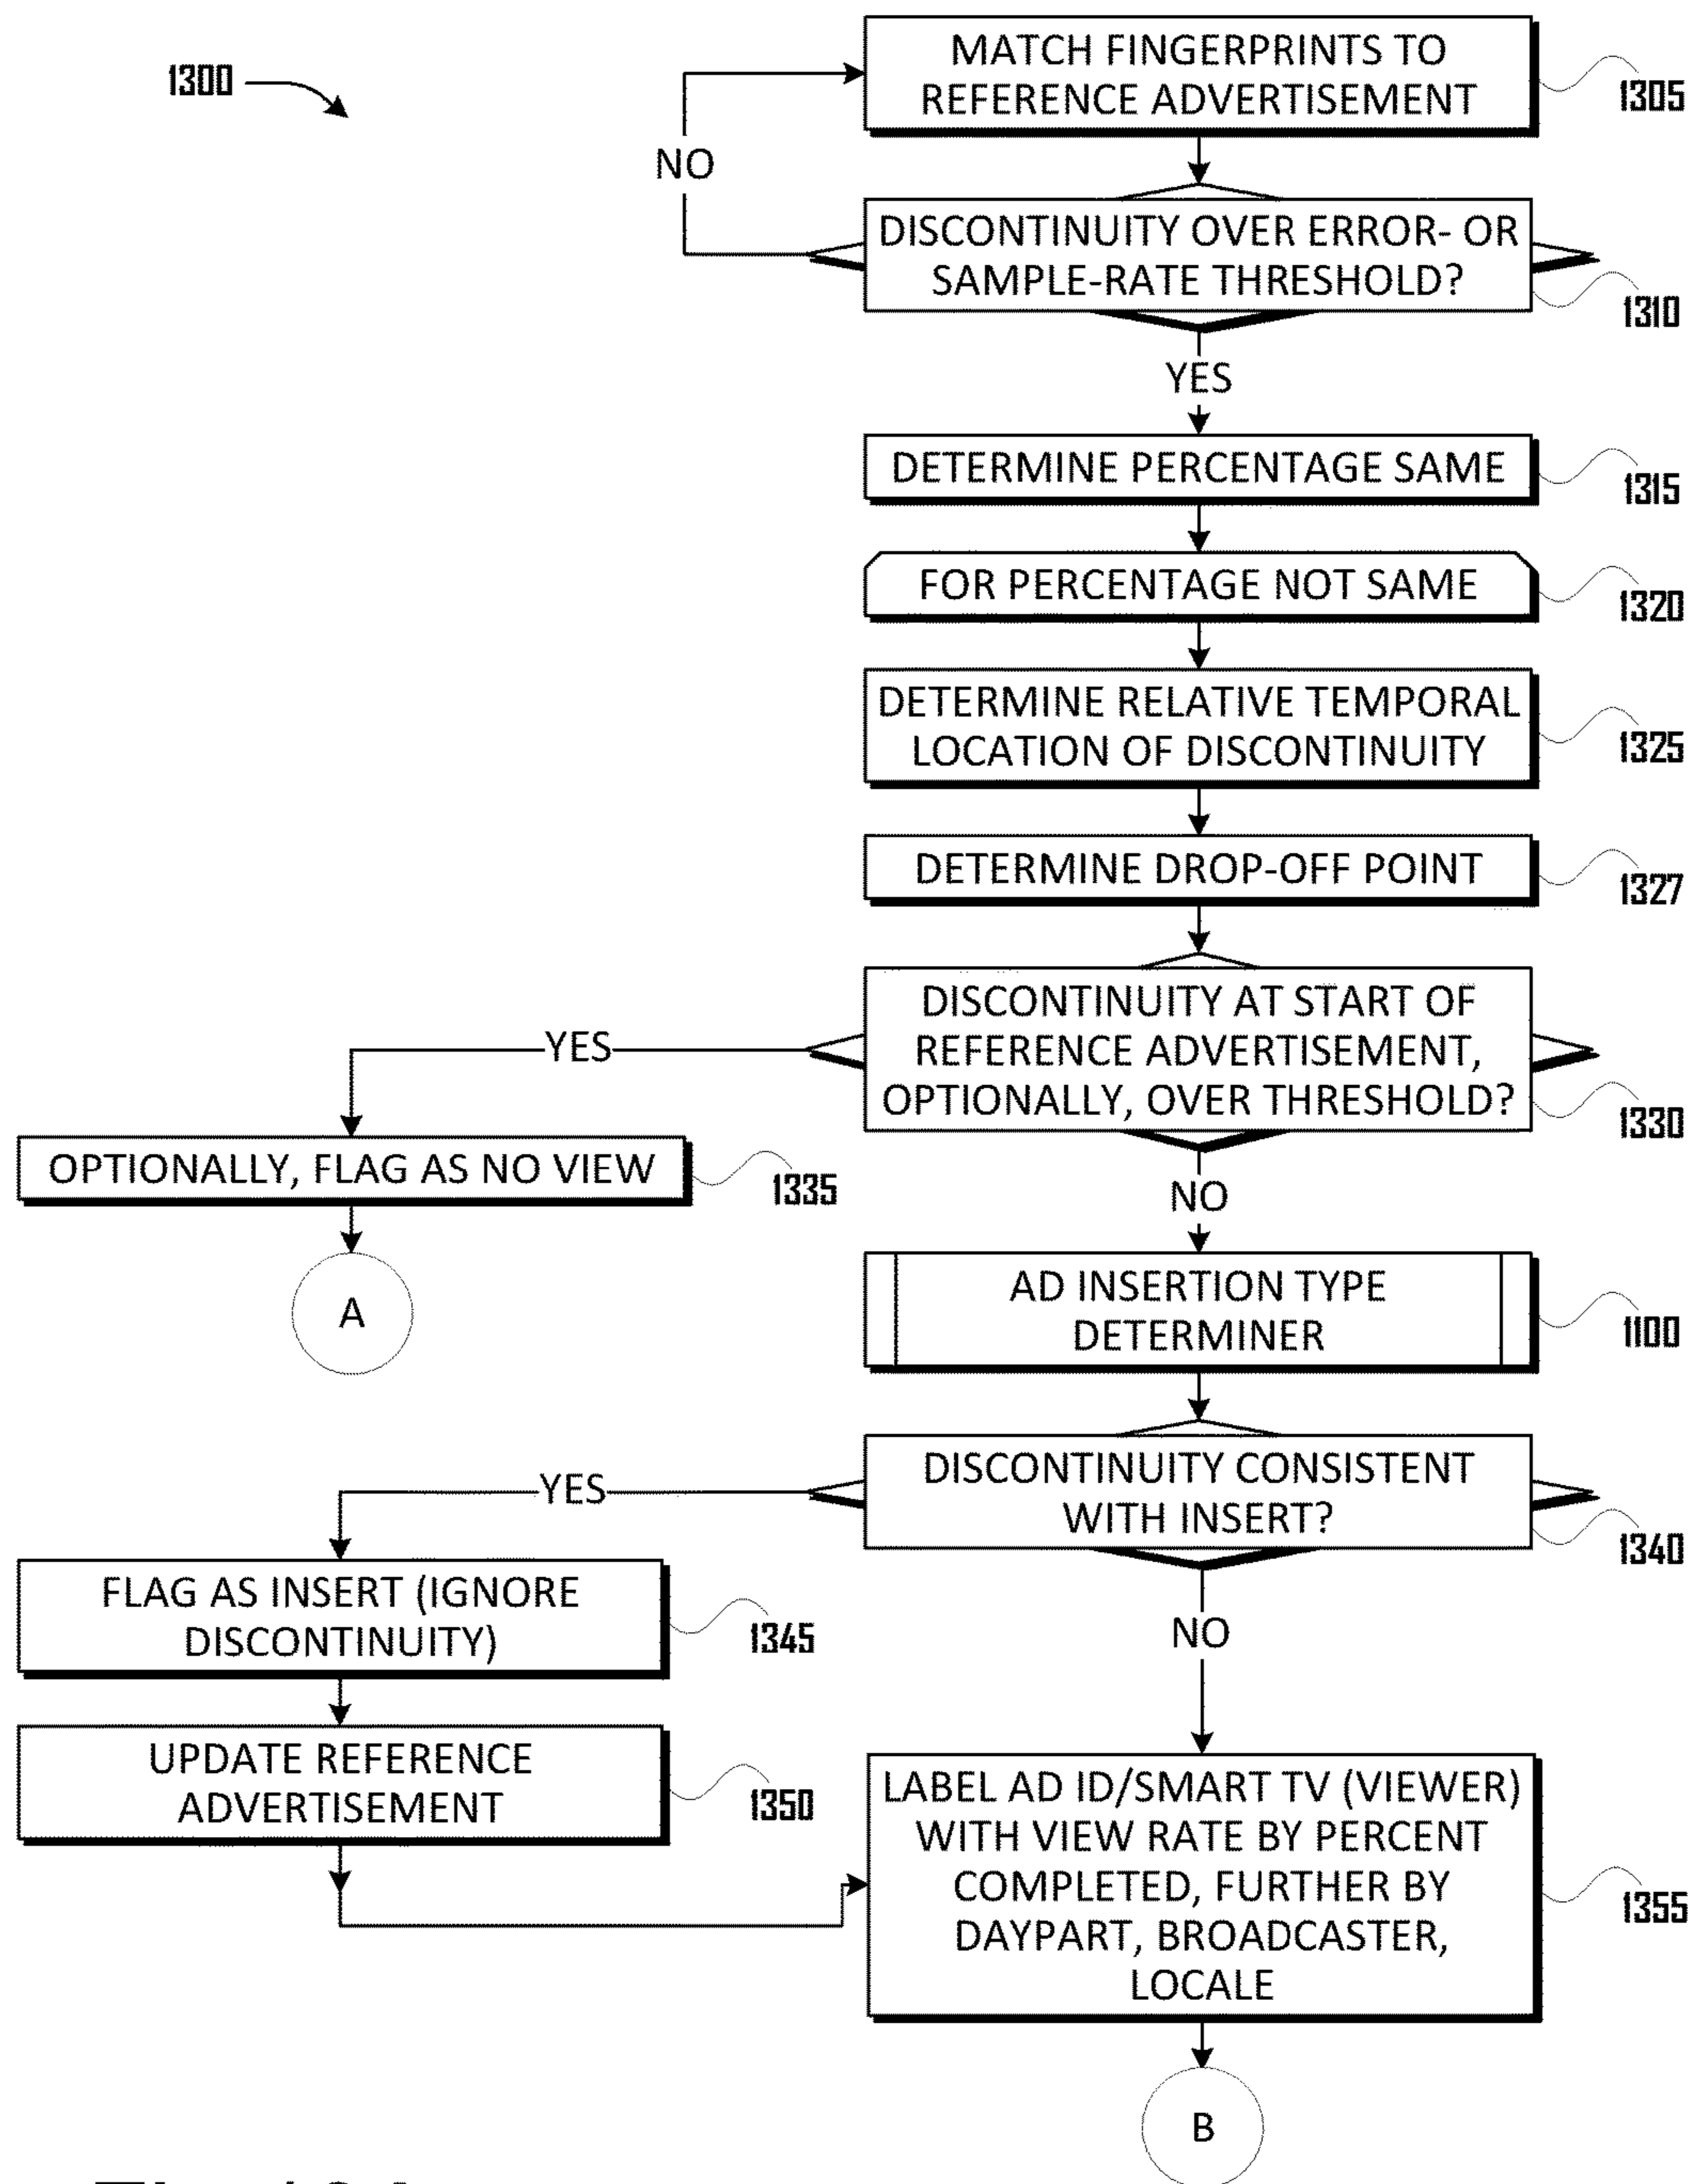 1300
MATCH FINGERPRINTS TO
REFERENCE ADVERTISEMENT
1305
NO
DISCONTINUITY OVER ERROR- OR
SAMPLE-RATE THRESHOLD?
1310
YES
DETERMINE PERCENTAGE SAME
1315
FOR PERCENTAGE NOT SAME
1320
DETERMINE RELATIVE TEMPORAL
LOCATION OF DISCONTINUITY
1325
DETERMINE DROP-OFF POINT
1327
DISCONTINUITY AT START OF
REFERENCE ADVERTISEMENT,
OPTIONALLY, OVER THRESHOLD?
1330
YES
OPTIONALLY, FLAG AS NO VIEW
1335
A
NO
AD INSERTION TYPE
DETERMINER
1100
DISCONTINUITY CONSISTENT
WITH INSERT?
1340
YES
FLAG AS INSERT (IGNORE
DISCONTINUITY)
1345
NO
UPDATE REFERENCE
ADVERTISEMENT
1350
LABEL AD ID/SMART TV (VIEWER)
WITH VIEW RATE BY PERCENT
COMPLETED, FURTHER BY
DAYPART, BROADCASTER,
LOCALE
1355
B